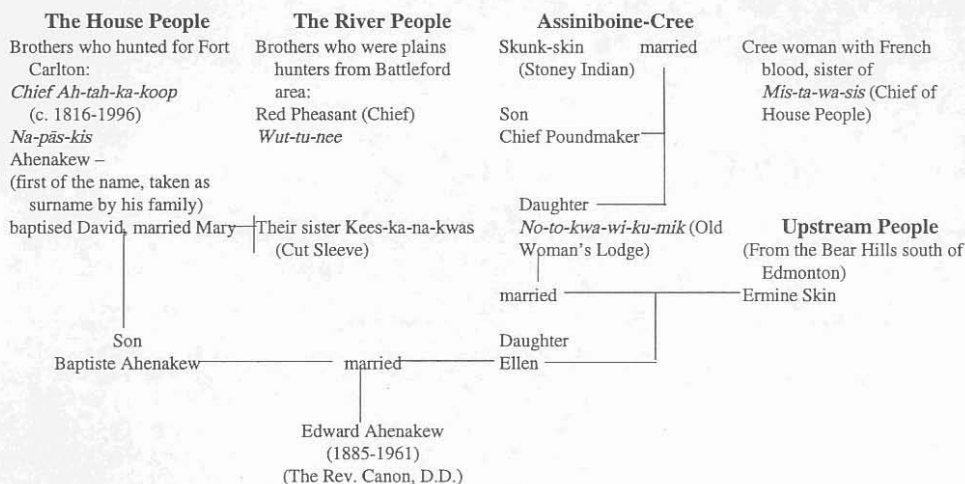 The House People
Brothers who hunted for Fort
Carlton:
Chief Ah-tah-ka-koop
(c. 1816-1996)
Na-pās-kis
Ahenakew –
(first of the name, taken as
surname by his family)
baptised David, married Mary
The River People
Brothers who were plains
hunters from Battleford
area:
Red Pheasant (Chief)
Wut-tu-nee
Their sister Kees-ka-na-kwas
(Cut Sleeve)
Assiniboine-Cree
Skunk-skin married
(Stoney Indian)
Cree woman with French
blood, sister of
Mis-ta-wa-sis (Chief of
House People)
Son
Chief Poundmaker
Daughter
No-to-kwa-wi-ku-mik (Old
Woman's Lodge)
Upstream People
(From the Bear Hills south of
Edmonton)
married
Ermine Skin
Son
Baptiste Ahenakew
married
Daughter
Ellen
Edward Ahenakew
(1885-1961)
(The Rev. Canon, D.D.)